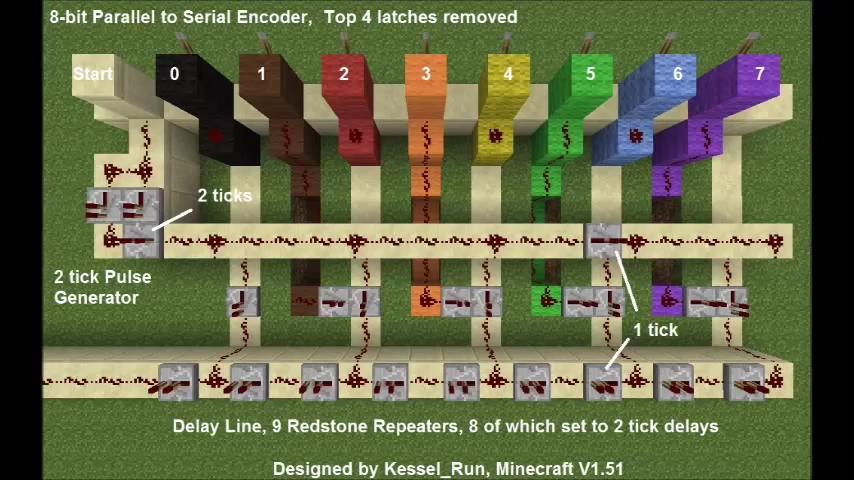 8-bit Parallel to Serial Encoder,  Top 4 latches removed
Start 0 1 2 3 4 5 6 7
2 ticks
2 tick Pulse
Generator
1 tick
Delay Line, 9 Redstone Repeaters, 8 of which set to 2 tick delays
Designed by Kessel_Run, Minecraft V1.51